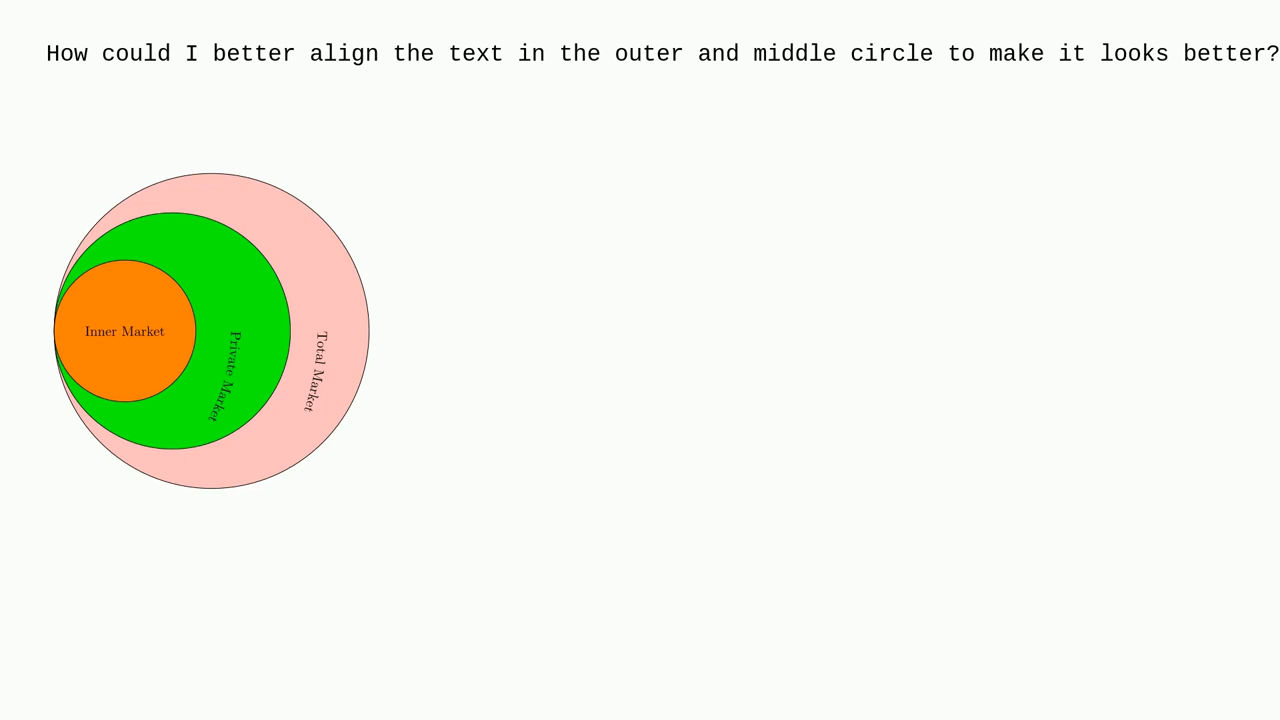 How could I better align the text in the outer and middle circle to make it looks better?
Inner Market
Private Market
Total Market